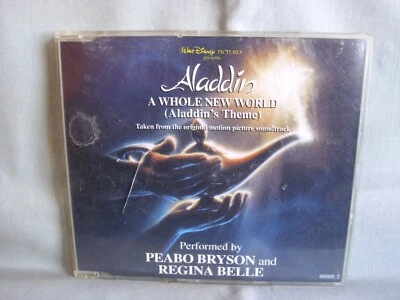 Walt Disney PICTURES
presents
Aladdin
A WHOLE NEW WORLD
(Aladdin's Theme)
Taken from the original motion picture soundtrack
Performed by
PEABO BRYSON and
REGINA BELLE